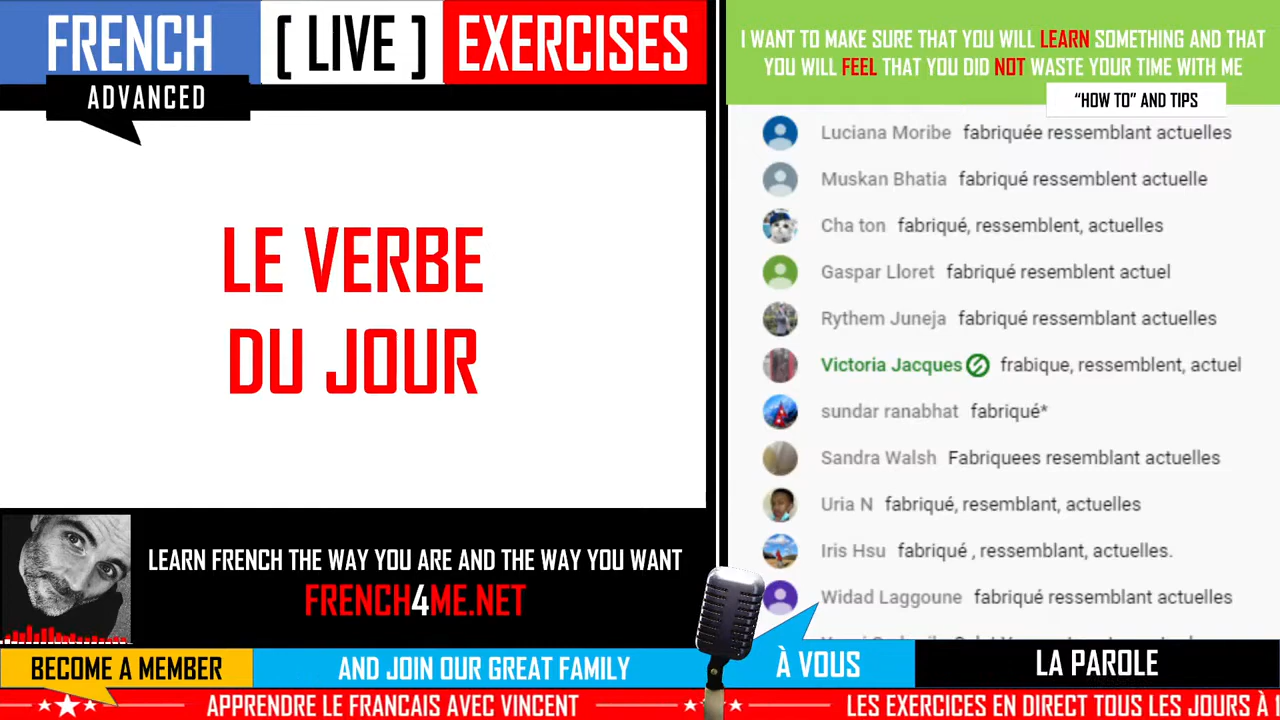 FRENCH [ LIVE ] EXERCISES
ADVANCED
LE VERBE
DU JOUR
LEARN FRENCH THE WAY YOU ARE AND THE WAY YOU WANT
FRENCH4ME.NET
I WANT TO MAKE SURE THAT YOU WILL LEARN SOMETHING AND THAT
YOU WILL FEEL THAT YOU DID NOT WASTE YOUR TIME WITH ME
“HOW TO” AND TIPS
Luciana Moribe fabriquée ressemblant actuelles
Muskan Bhatia fabriqué ressemblent actuelle
Cha ton fabriqué, ressemblent, actuelles
Gaspar Lloret fabriqué resemblent actuel
Rythem Juneja fabriqué ressemblant actuelles
Victoria Jacques frabique, ressemblent, actuel
sundar ranabhat fabriqué*
Sandra Walsh Fabriquees resemblant actuelles
Uria N fabriqué, resemblant, actuelles
Iris Hsu fabriqué , ressemblant, actuelles.
Widad Laggoune fabriqué ressemblant actuelles
BECOME A MEMBER AND JOIN OUR GREAT FAMILY
À VOUS LA PAROLE
APPRENDRE LE FRANCAIS AVEC VINCENT
LES EXERCICES EN DIRECT TOUS LES JOURS À